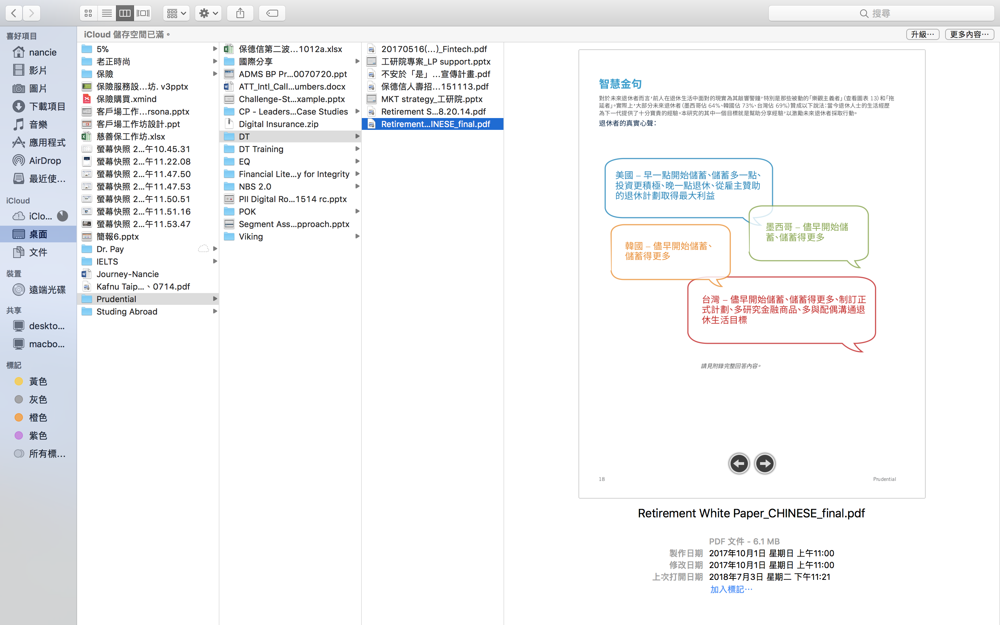 搜尋
iCloud 儲存空間已滿。
升級…
更多內容…
喜好項目
nancie
影片
圖片
下載項目
音樂
應用程式
AirDrop
最近使…
iCloud
iClo…
桌面
文件
裝置
遠端光碟
共享
deskto…
macbo…
標記
黃色
灰色
橙色
紫色
所有標…
5%
老正時尚
保險
保險服務設…坊. v3pptx
保險購買.xmind
客戶場工作…rsona.pptx
客戶場工作坊設計.ppt
慈善保工作坊.xlsx
螢幕快照 2…午10.45.31
螢幕快照 2…午11.22.08
螢幕快照 2…午11.47.50
螢幕快照 2…午11.47.53
螢幕快照 2…午11.50.51
螢幕快照 2…午11.51.16
螢幕快照 2…午11.53.47
簡報6.pptx
Dr. Pay
IELTS
Journey-Nancie
Kafnu Taip…、0714.pdf
Prudential
Studing Abroad
保德信第二波…1012a.xlsx
國際分享
ADMS BP Pr…0070720.ppt
ATT_Intl_Call…umbers.docx
Challenge-St…xample.pptx
CP - Leaders…Case Studies
Digital Insurance.zip
DT
DT Training
EQ
Financial Lite…y for Integrity
NBS 2.0
PII Digital Ro…1514 rc.pptx
POK
Segment Ass…pproach.pptx
Viking
20170516(…)_Fintech.pdf
工研院專案_LP support.pptx
不安於「是」…宣傳計畫.pdf
保德信人壽招…151113.pdf
MKT strategy_工研院.pptx
Retirement S…8.20.14.pdf
Retirement…INESE_final.pdf
智慧金句
對於未來退休者而言，前人在退休生活中面對的現實為其敲響警鐘，特別是那些被動的「樂觀主義者」（查看圖表 13）和「拖
延者」。實際上，大部分未來退休者（墨西哥佔 64%、韓國佔 73%、台灣佔 69%）贊成以下說法：當今退休人士的生活經歷
為下一代提供了十分寶貴的經驗。本研究的其中一個目標就是幫助分享經驗，以激勵未來退休者採取行動。
退休者的真實心聲：
美國 – 早一點開始儲蓄、儲蓄多一點、
投資更積極、晚一點退休、從雇主贊助
的退休計劃取得最大利益
墨西哥 – 儘早開始儲
蓄、儲蓄得更多
韓國 – 儘早開始儲蓄、
儲蓄得更多
台灣 – 儘早開始儲蓄、儲蓄得更多、制訂正
式計劃、多研究金融商品、多與配偶溝通退
休生活目標
請見附錄完整回答內容。
18
Prudential
Retirement White Paper_CHINESE_final.pdf
PDF 文件 - 6.1 MB
製作日期 2017年10月1日 星期日 上午11:00
修改日期 2017年10月1日 星期日 上午11:00
上次打開日期 2018年7月3日 星期二 下午11:21
加入標記…